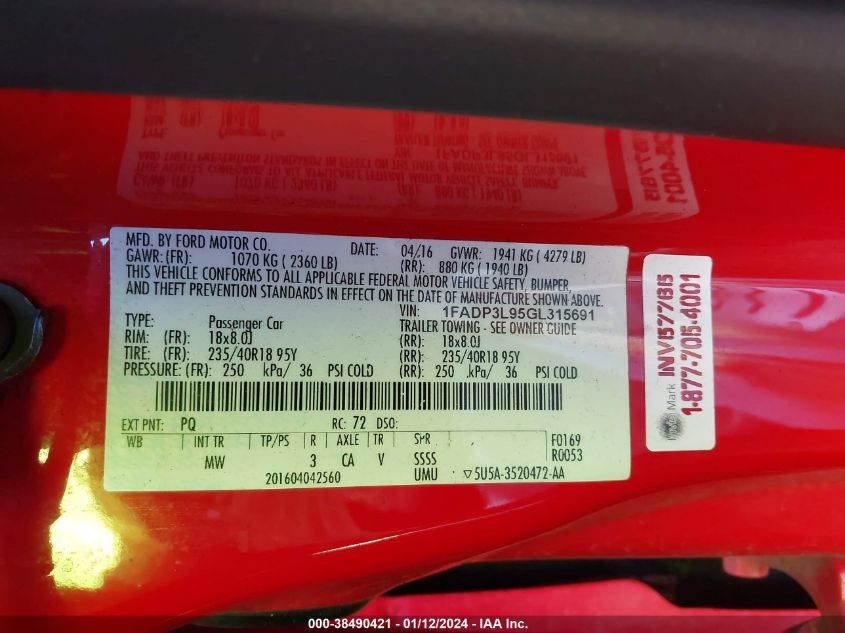 MFD. BY FORD MOTOR CO. DATE: 04/16 GVWR: 1941 KG ( 4279 LB)
GAWR: (FR): 1070 KG ( 2360 LB) (RR): 880 KG ( 1940 LB)
THIS VEHICLE CONFORMS TO ALL APPLICABLE FEDERAL MOTOR VEHICLE SAFETY, BUMPER,
AND THEFT PREVENTION STANDARDS IN EFFECT ON THE DATE OF MANUFACTURE SHOWN ABOVE.
VIN: 1FADP3L95GL315691
TYPE: Passenger Car TRAILER TOWING - SEE OWNER GUIDE
RIM: (FR): 18x8.0J (RR): 18x8.0J
TIRE: (FR): 235/40R18 95Y (RR): 235/40R18 95Y
PRESSURE: (FR): 250 kPa/ 36 PSI COLD (RR): 250 kPa/ 36 PSI COLD
EXT PNT: PQ RC: 72 DSO:
WB INT TR TP/PS R AXLE TR SPR F0169
MW 3 CA V SSSS R0053
201604042560 UMU ▽5U5A-3520472-AA
Mark INV1577B15
1-877-705-4001
000-38490421 - 01/12/2024 - IAA Inc.